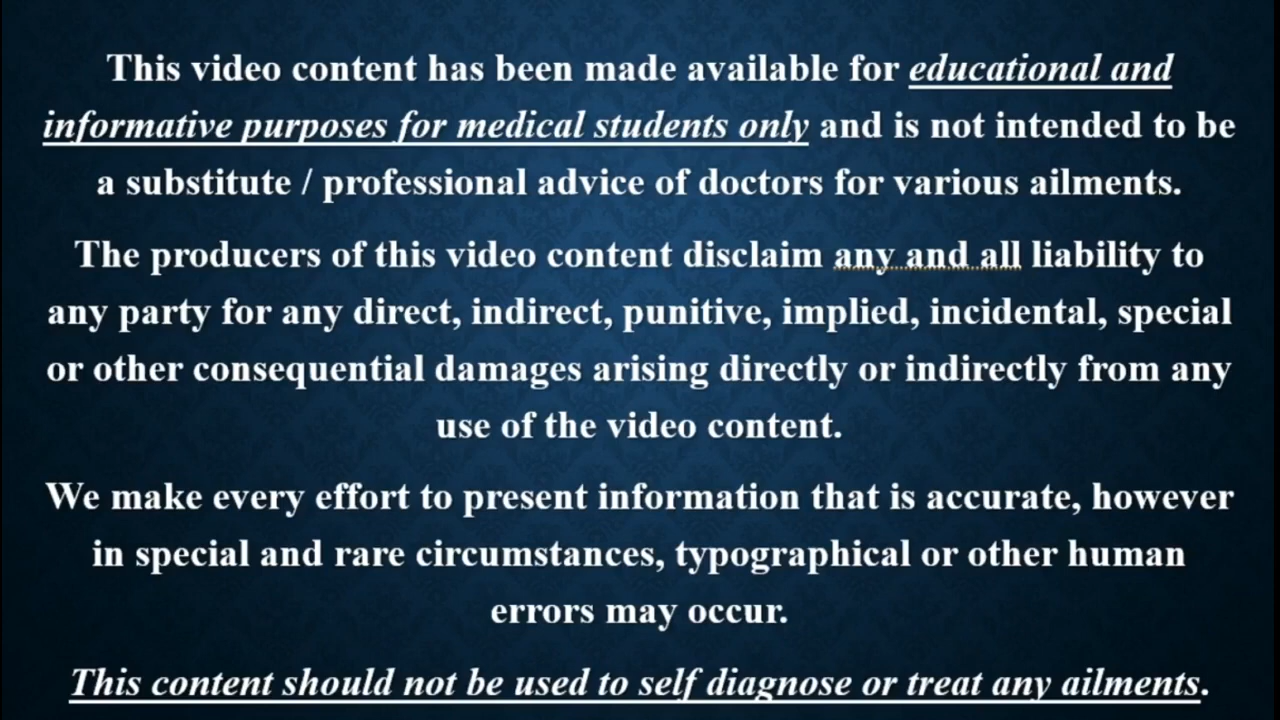 This video content has been made available for educational and
informative purposes for medical students only and is not intended to be
a substitute / professional advice of doctors for various ailments.
The producers of this video content disclaim any and all liability to
any party for any direct, indirect, punitive, implied, incidental, special
or other consequential damages arising directly or indirectly from any
use of the video content.
We make every effort to present information that is accurate, however
in special and rare circumstances, typographical or other human
errors may occur.
This content should not be used to self diagnose or treat any ailments.